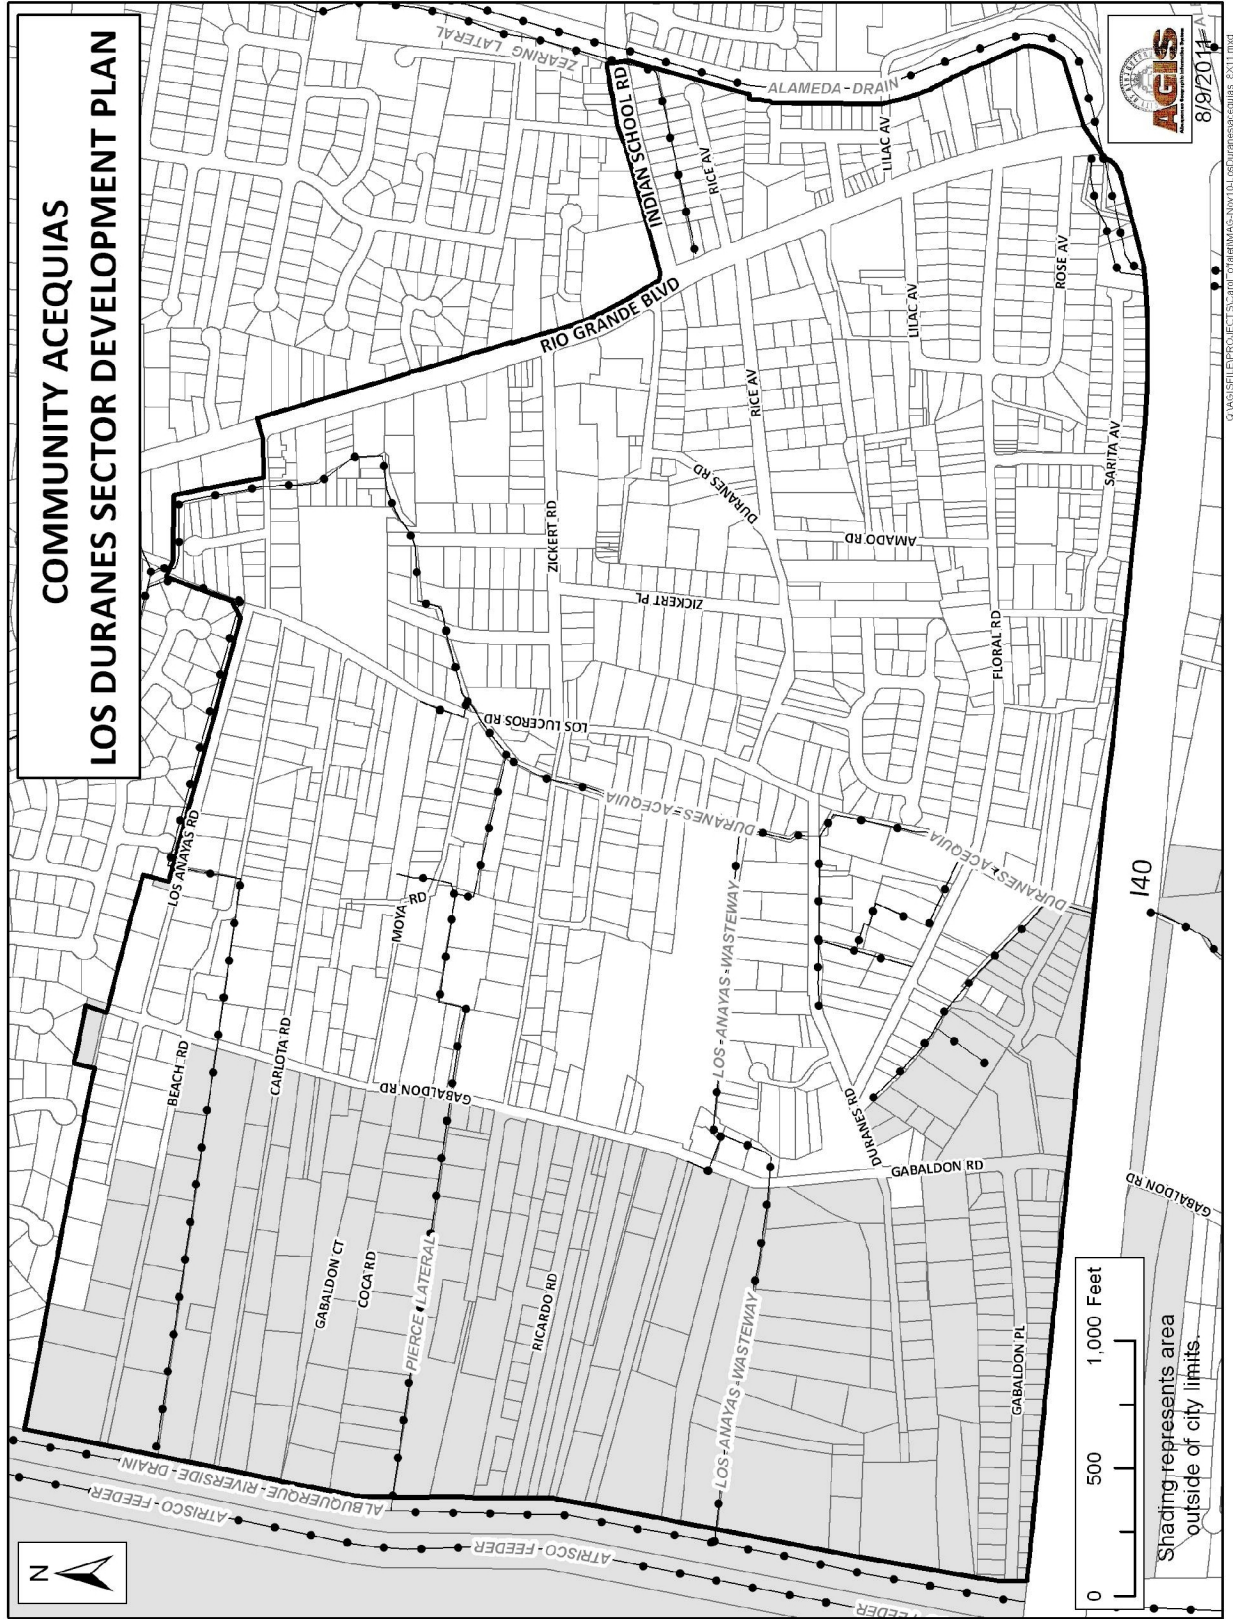 COMMUNITY ACEQUIAS
LOS DURANES SECTOR DEVELOPMENT PLAN
N
AGIS
8/9/2011
ZEARING LATERAL
INDIAN SCHOOL RD
ALAMEDA DRAIN
RICE AV
LILAC AV
RIO GRANDE BLVD
ROSE AV
LILAC AV
RICE AV
DURANES RD
SARITA AV
ZICKERT RD
AMADO RD
ZICKERT PL
FLORAL RD
LOS LUCEROS RD
DURANES ACEQUIA
DURANES ACEQUIA
LOS ANAYAS RD
MOYA RD
LOS ANAYAS WASTEWAY
I40
BEACH RD
CARLOTA RD
GABALDON RD
DURANES RD
GABALDON RD
GABALDON RD
GABALDON CT
COCA RD
PIERCE LATERAL
RICARDO RD
LOS ANAYAS WASTEWAY
GABALDON PL
ALBUQUERQUE RIVERSIDE DRAIN
ATRISCO FEEDER
ATRISCO FEEDER
FEEDER
0 500 1,000 Feet
Shading represents area
outside of city limits.